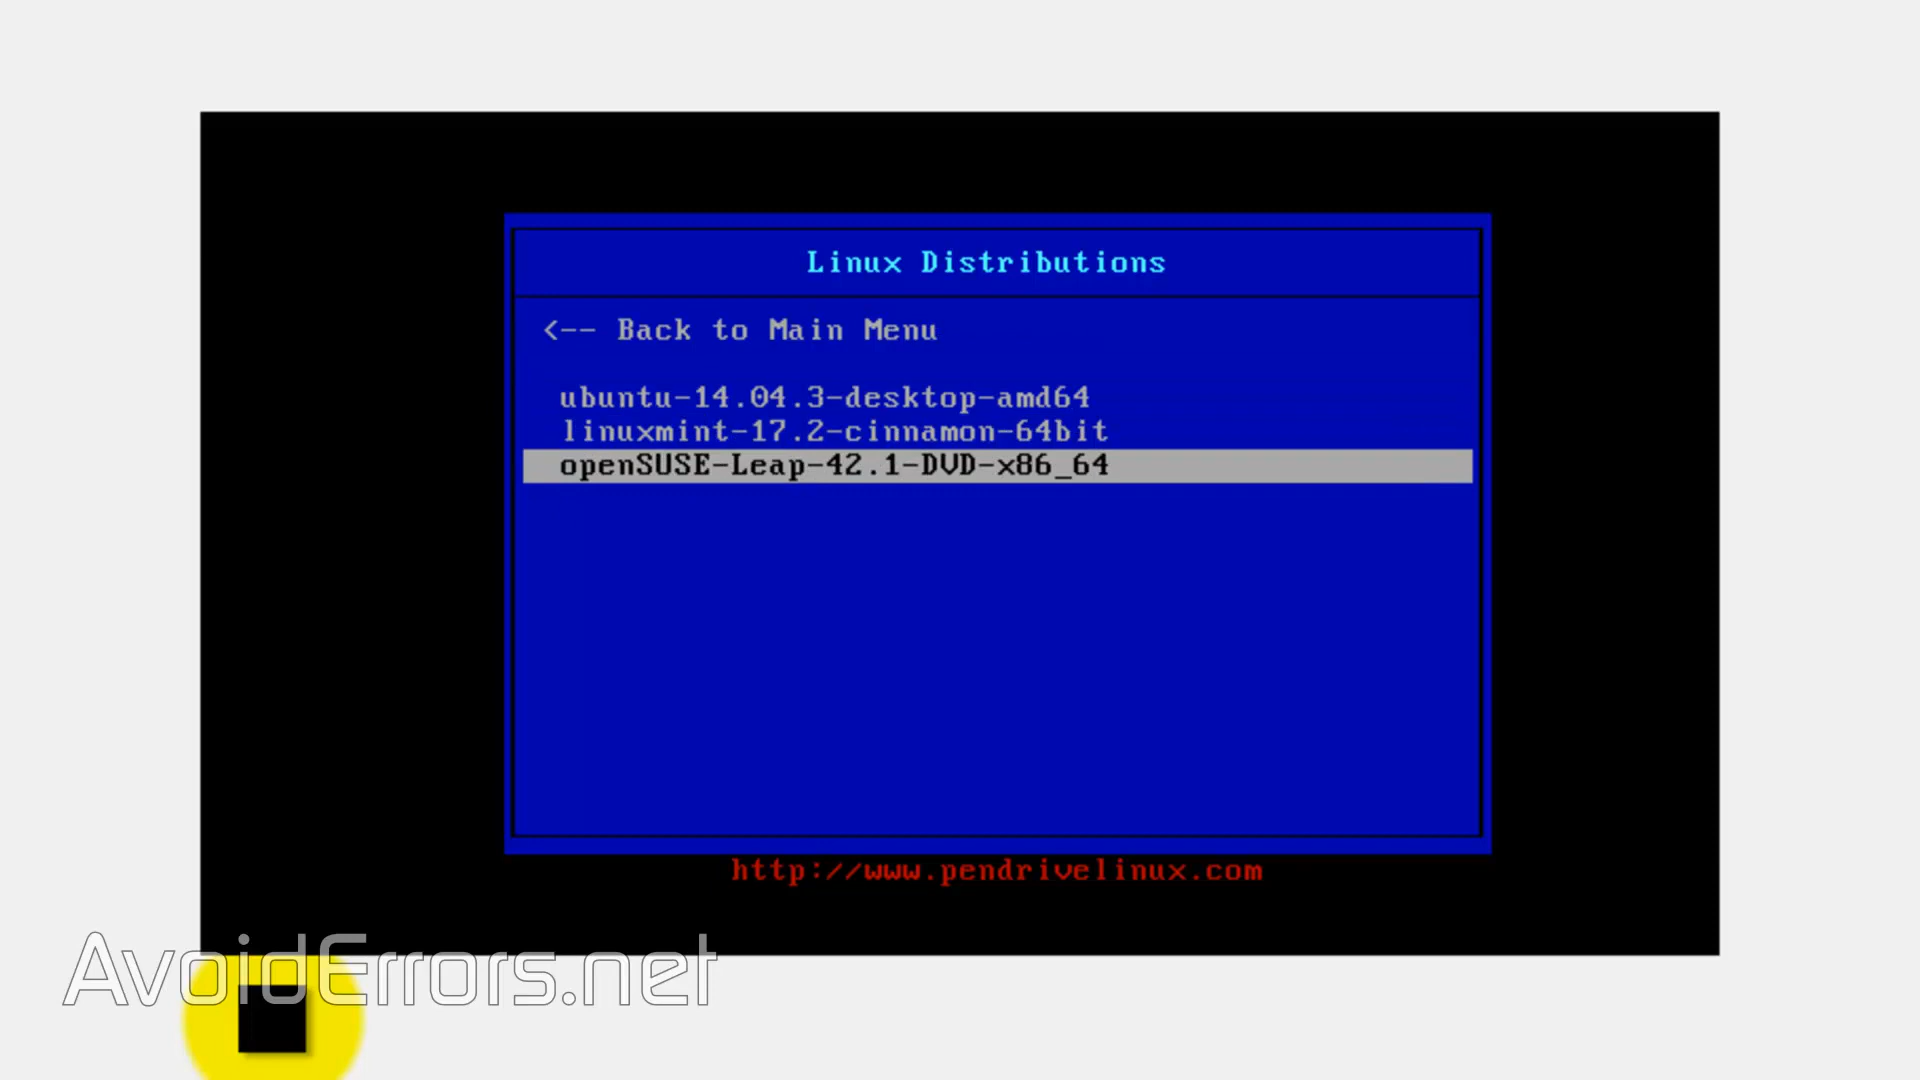 Linux Distributions
<-- Back to Main Menu
ubuntu-14.04.3-desktop-amd64
linuxmint-17.2-cinnamon-64bit
openSUSE-Leap-42.1-DVD-x86_64
http://www.pendrivelinux.com
AvoidErrors.net